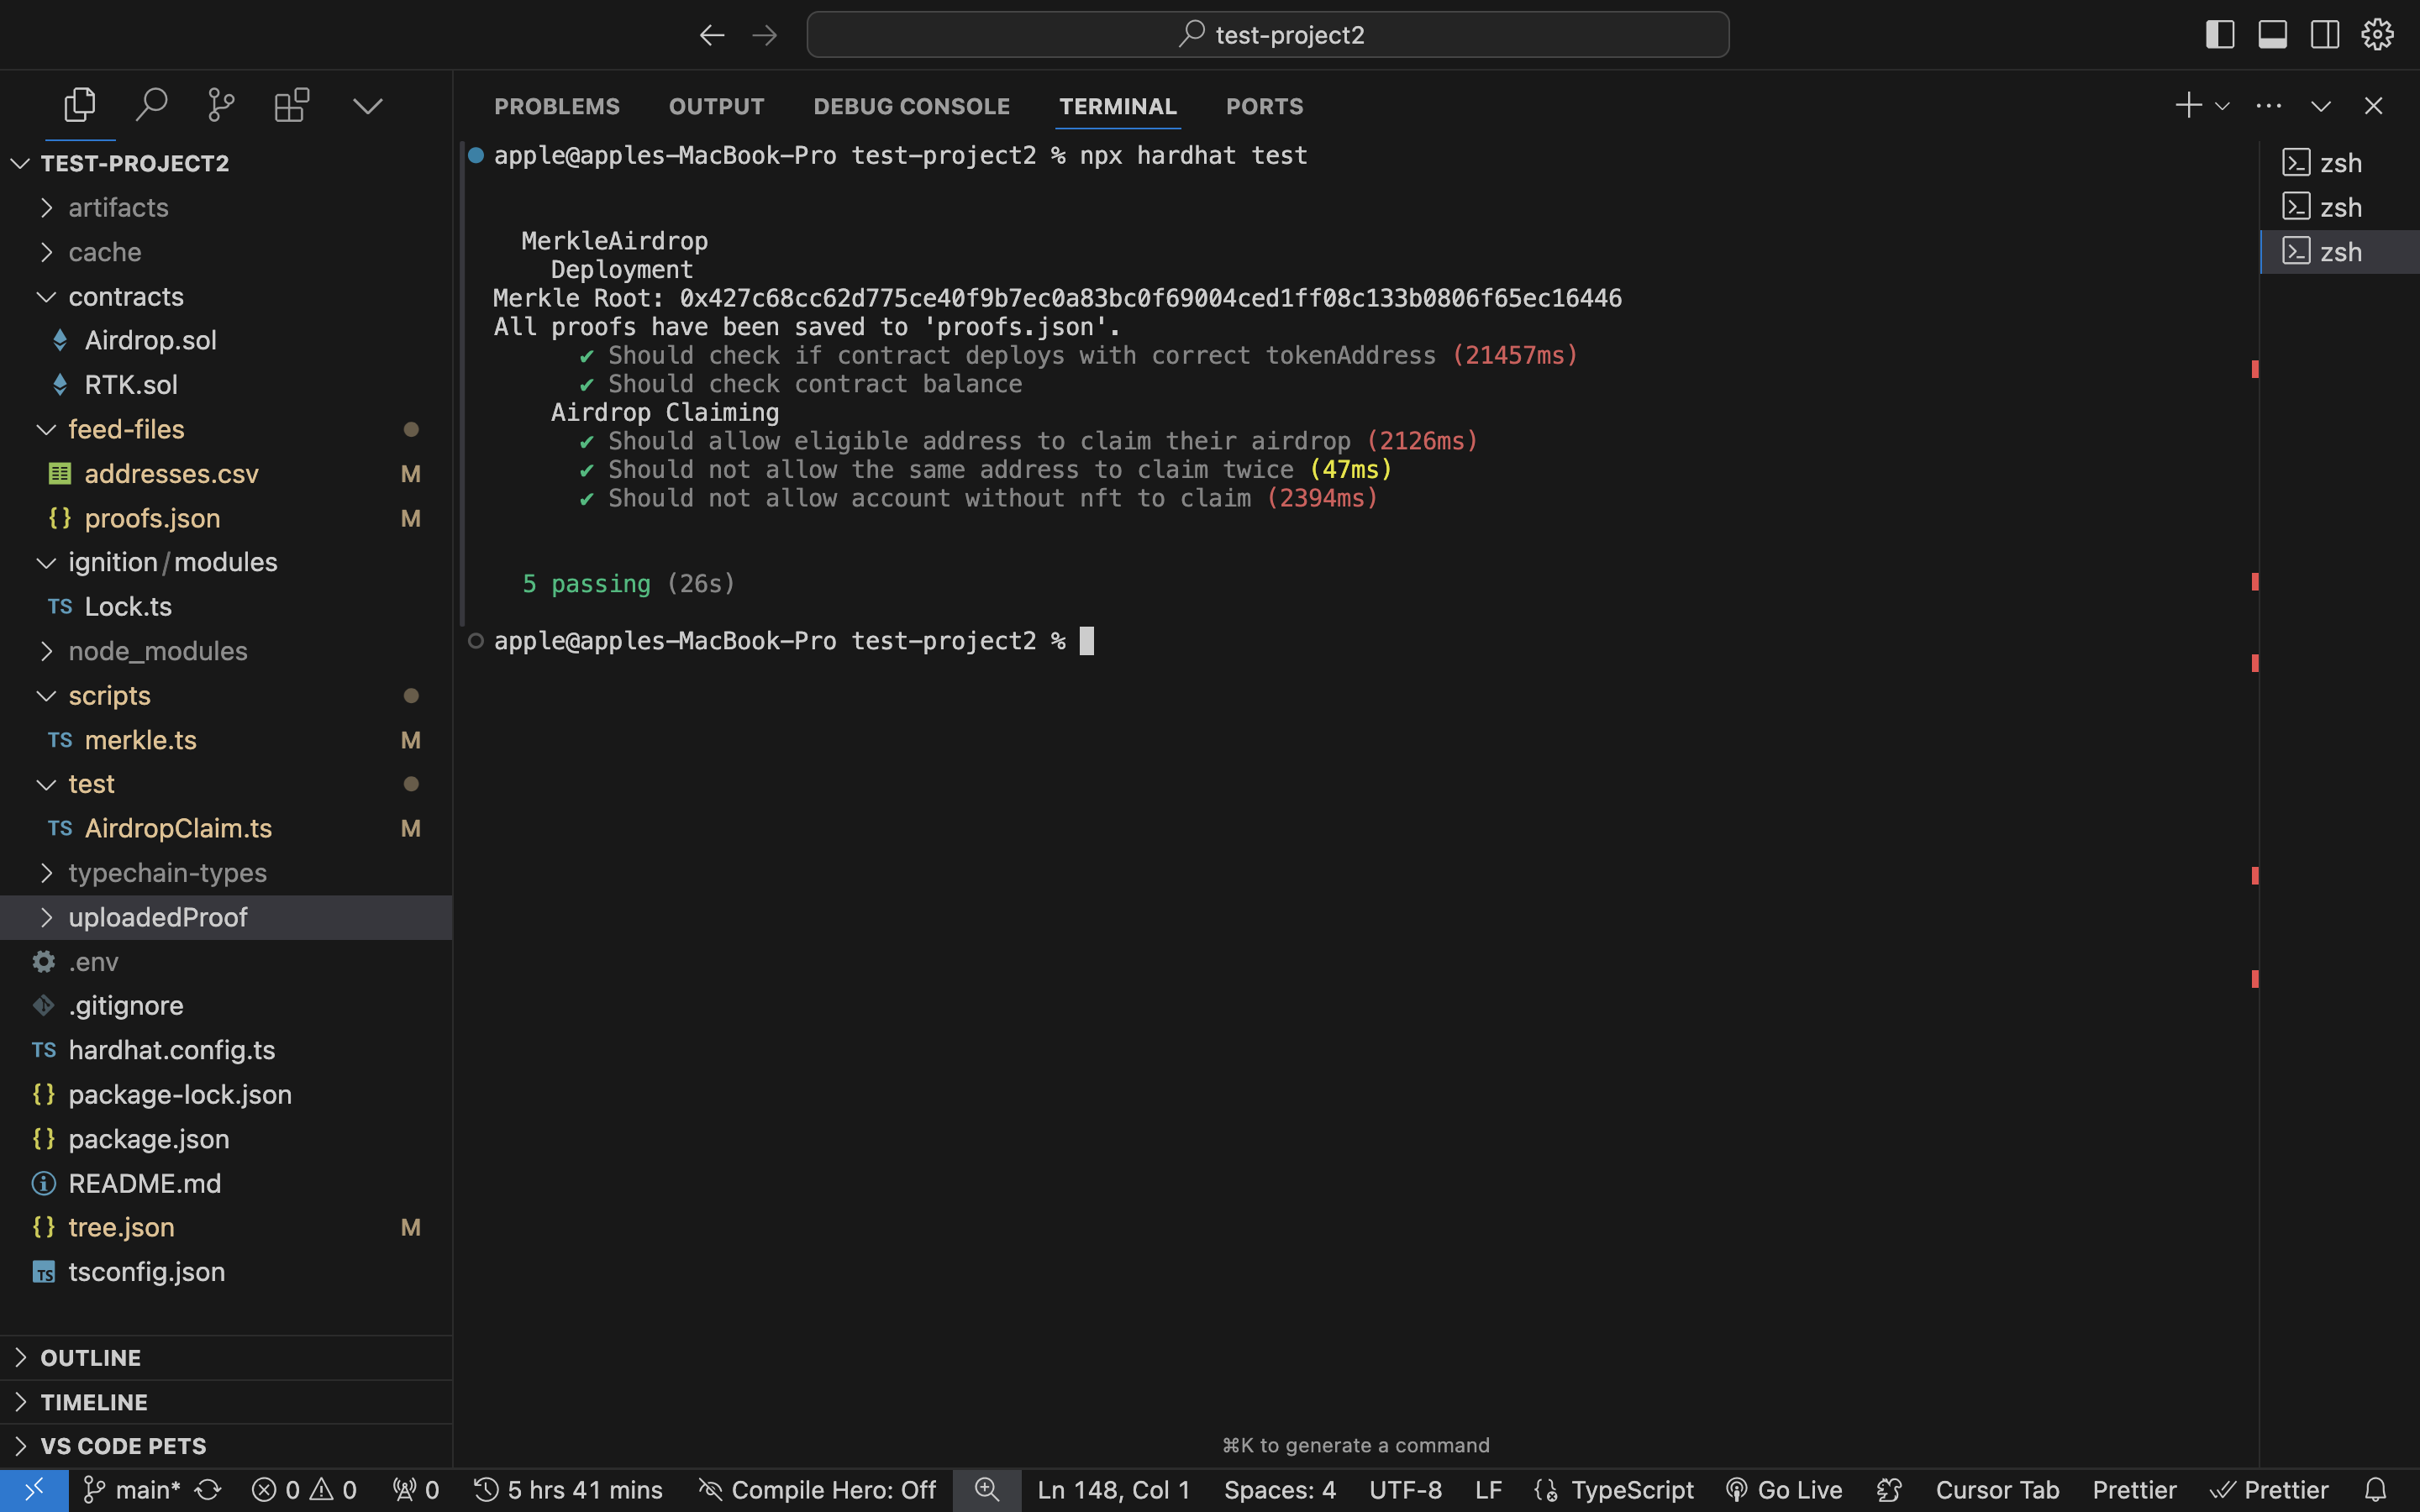 test-project2
PROBLEMS OUTPUT DEBUG CONSOLE TERMINAL PORTS
TEST-PROJECT2
artifacts
cache
contracts
Airdrop.sol
RTK.sol
feed-files
addresses.csv M
{} proofs.json M
ignition/modules
TS Lock.ts
node_modules
scripts
TS merkle.ts M
test
TS AirdropClaim.ts M
typechain-types
uploadedProof
.env
.gitignore
TS hardhat.config.ts
{} package-lock.json
{} package.json
README.md
{} tree.json M
TS tsconfig.json
OUTLINE
TIMELINE
VS CODE PETS
apple@apples-MacBook-Pro test-project2 % npx hardhat test
MerkleAirdrop
Deployment
Merkle Root: 0x427c68cc62d775ce40f9b7ec0a83bc0f69004ced1ff08c133b0806f65ec16446
All proofs have been saved to 'proofs.json'.
✔ Should check if contract deploys with correct tokenAddress (21457ms)
✔ Should check contract balance
Airdrop Claiming
✔ Should allow eligible address to claim their airdrop (2126ms)
✔ Should not allow the same address to claim twice (47ms)
✔ Should not allow account without nft to claim (2394ms)
5 passing (26s)
apple@apples-MacBook-Pro test-project2 %
zsh
zsh
zsh
⌘K to generate a command
main* 0 0 0 5 hrs 41 mins Compile Hero: Off Ln 148, Col 1 Spaces: 4 UTF-8 LF TypeScript Go Live Cursor Tab Prettier Prettier